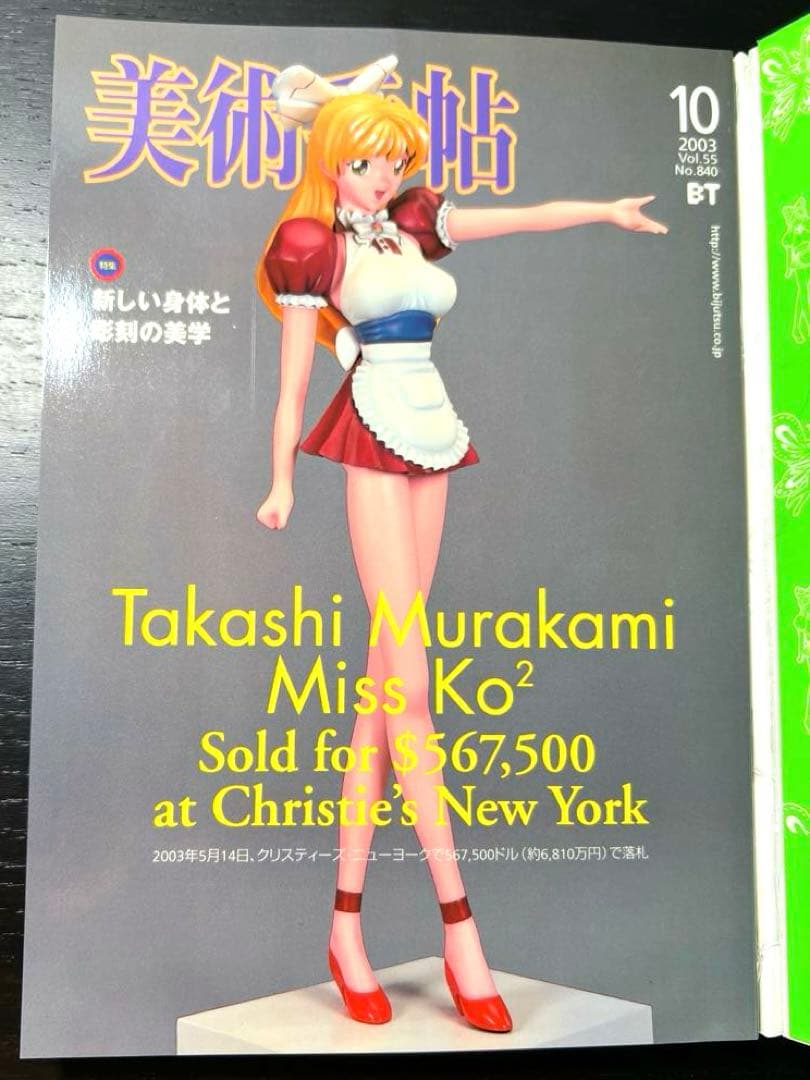 美術手帖
10
2003
Vol.55
No.840
BT
http://www.bijutsu.co.jp
特集
新しい身体と
彫刻の美学
Takashi Murakami
Miss Ko²
Sold for $567,500
at Christie's New York
2003年5月14日、クリスティーズ・ニューヨークで567,500ドル（約6,810万円）で落札